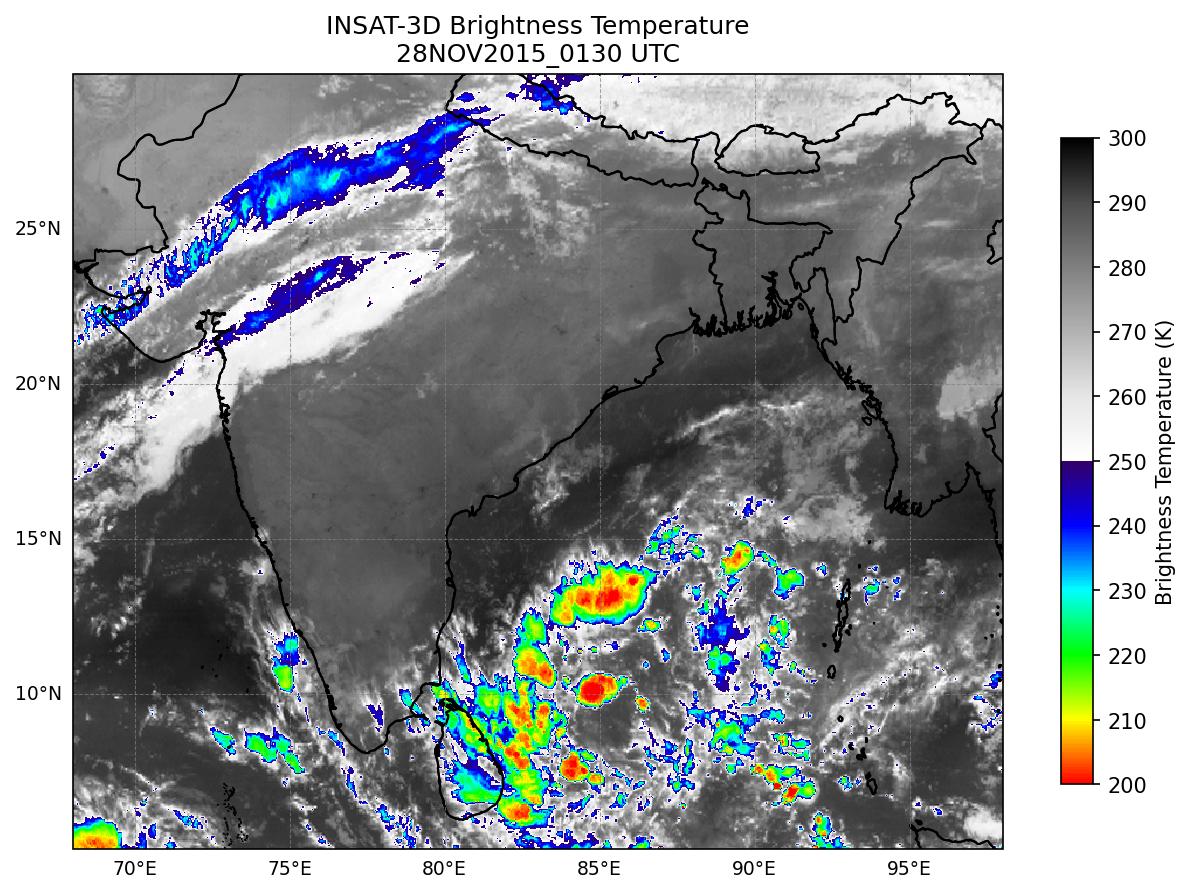 INSAT-3D Brightness Temperature
28NOV2015_0130 UTC
25°N
20°N
15°N
10°N
70°E
75°E
80°E
85°E
90°E
95°E
300
290
280
270
260
250
240
230
220
210
200
Brightness Temperature (K)